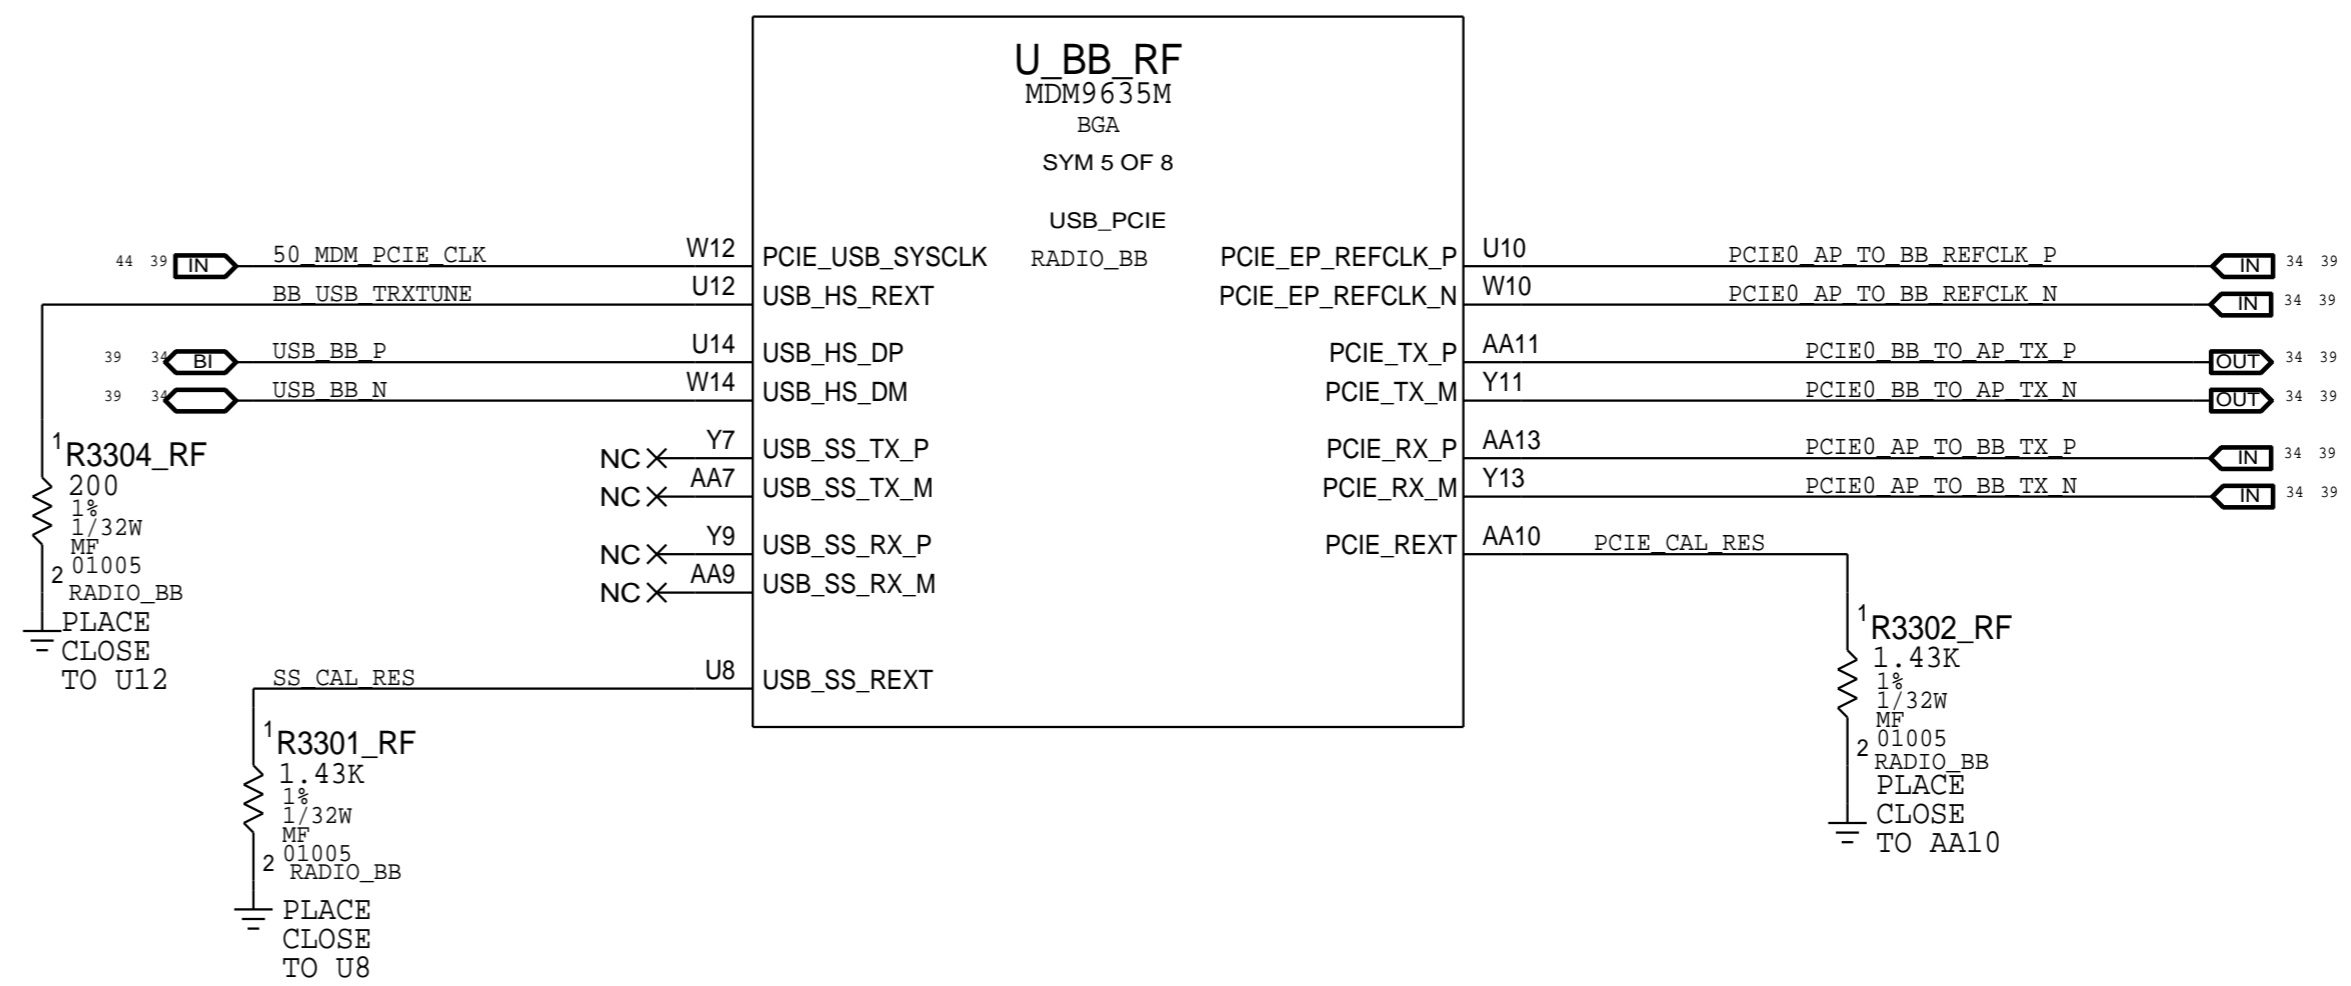 U_BB_RF
MDM9635M
BGA
SYM 5 OF 8
USB_PCIE
RADIO_BB
44 39 IN 50_MDM_PCIE_CLK W12 PCIE_USB_SYSCLK
BB_USB_TRXTUNE U12 USB_HS_REXT
39 34 BI USB_BB_P U14 USB_HS_DP
39 34 USB_BB_N W14 USB_HS_DM
NC Y7 USB_SS_TX_P
NC AA7 USB_SS_TX_M
NC Y9 USB_SS_RX_P
NC AA9 USB_SS_RX_M
SS_CAL_RES U8 USB_SS_REXT
PCIE_EP_REFCLK_P U10 PCIE0_AP_TO_BB_REFCLK_P IN 34 39
PCIE_EP_REFCLK_N W10 PCIE0_AP_TO_BB_REFCLK_N IN 34 39
PCIE_TX_P AA11 PCIE0_BB_TO_AP_TX_P OUT 34 39
PCIE_TX_M Y11 PCIE0_BB_TO_AP_TX_N OUT 34 39
PCIE_RX_P AA13 PCIE0_AP_TO_BB_TX_P IN 34 39
PCIE_RX_M Y13 PCIE0_AP_TO_BB_TX_N IN 34 39
PCIE_REXT AA10 PCIE_CAL_RES
1
R3304_RF
200
1%
1/32W
MF
01005
2
RADIO_BB
PLACE
CLOSE
TO U12
1
R3301_RF
1.43K
1%
1/32W
MF
01005
2
RADIO_BB
PLACE
CLOSE
TO U8
1
R3302_RF
1.43K
1%
1/32W
MF
01005
2
RADIO_BB
PLACE
CLOSE
TO AA10